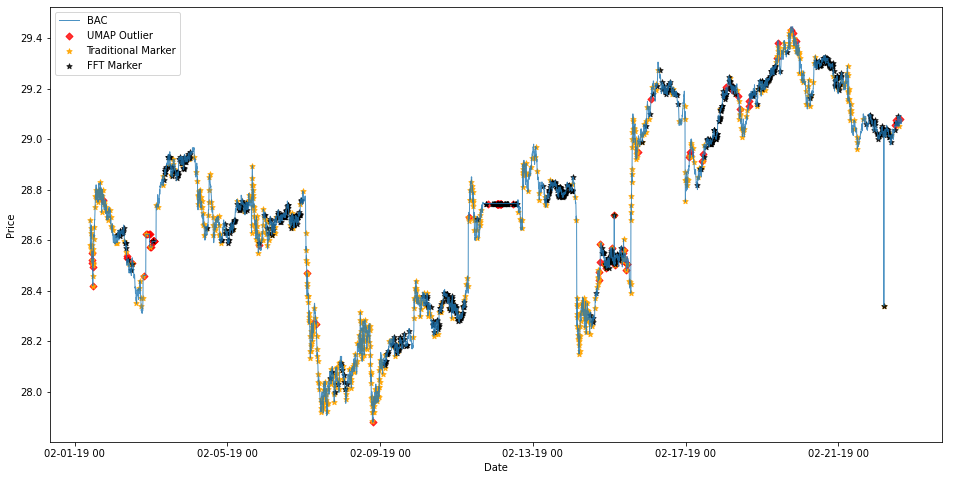 BAC
UMAP Outlier
Traditional Marker
FFT Marker
29.4
29.2
29.0
28.8
28.6
28.4
28.2
28.0
Price
02-01-19 00
02-05-19 00
02-09-19 00
02-13-19 00
02-17-19 00
02-21-19 00
Date